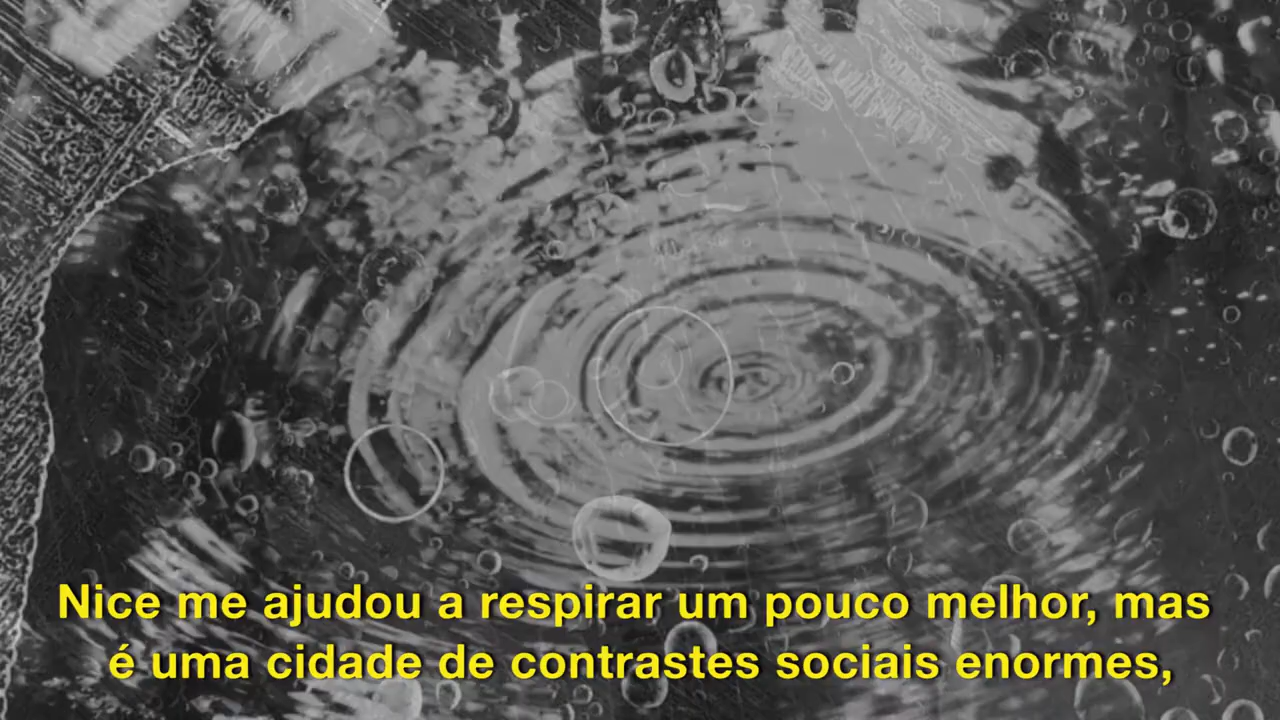 Nice me ajudou a respirar um pouco melhor, mas
é uma cidade de contrastes sociais enormes,